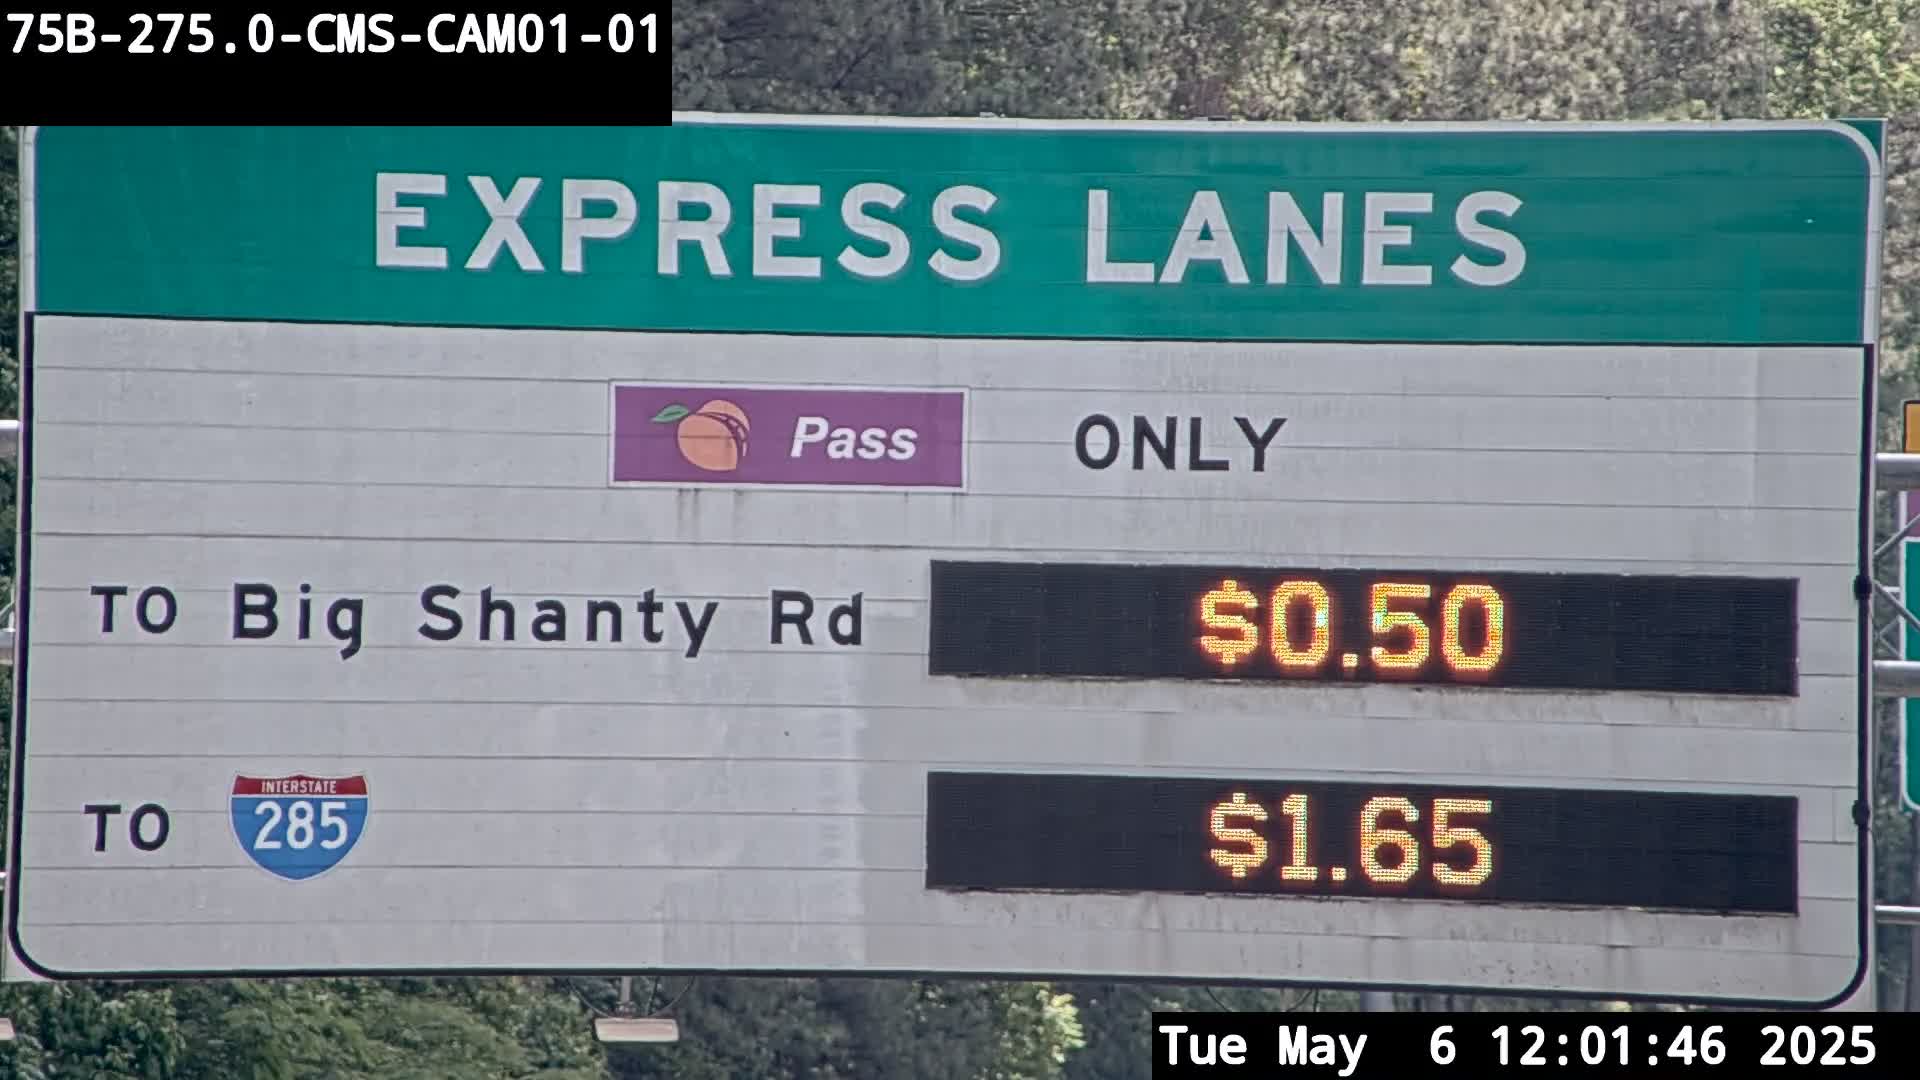 75B-275.0-CMS-CAM01-01
EXPRESS LANES
Pass ONLY
TO Big Shanty Rd $0.50
INTERSTATE
TO 285 $1.65
Tue May 6 12:01:46 2025